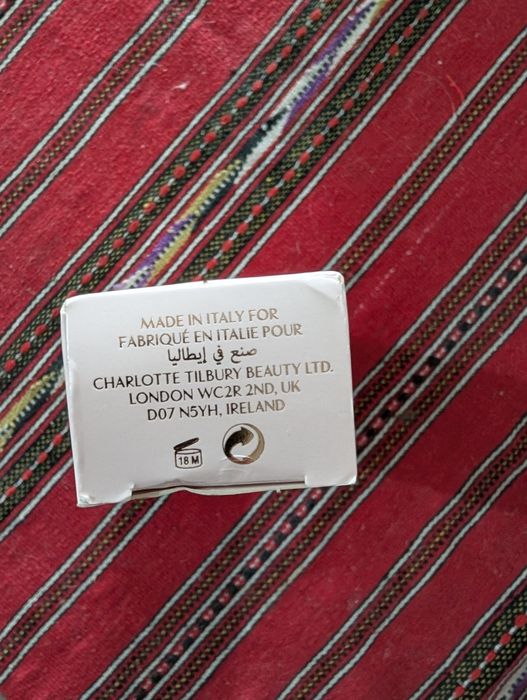 MADE IN ITALY FOR
FABRIQUÉ EN ITALIE POUR
صنع في إيطاليا
CHARLOTTE TILBURY BEAUTY LTD.
LONDON WC2R 2ND, UK
D07 N5YH, IRELAND
18 M